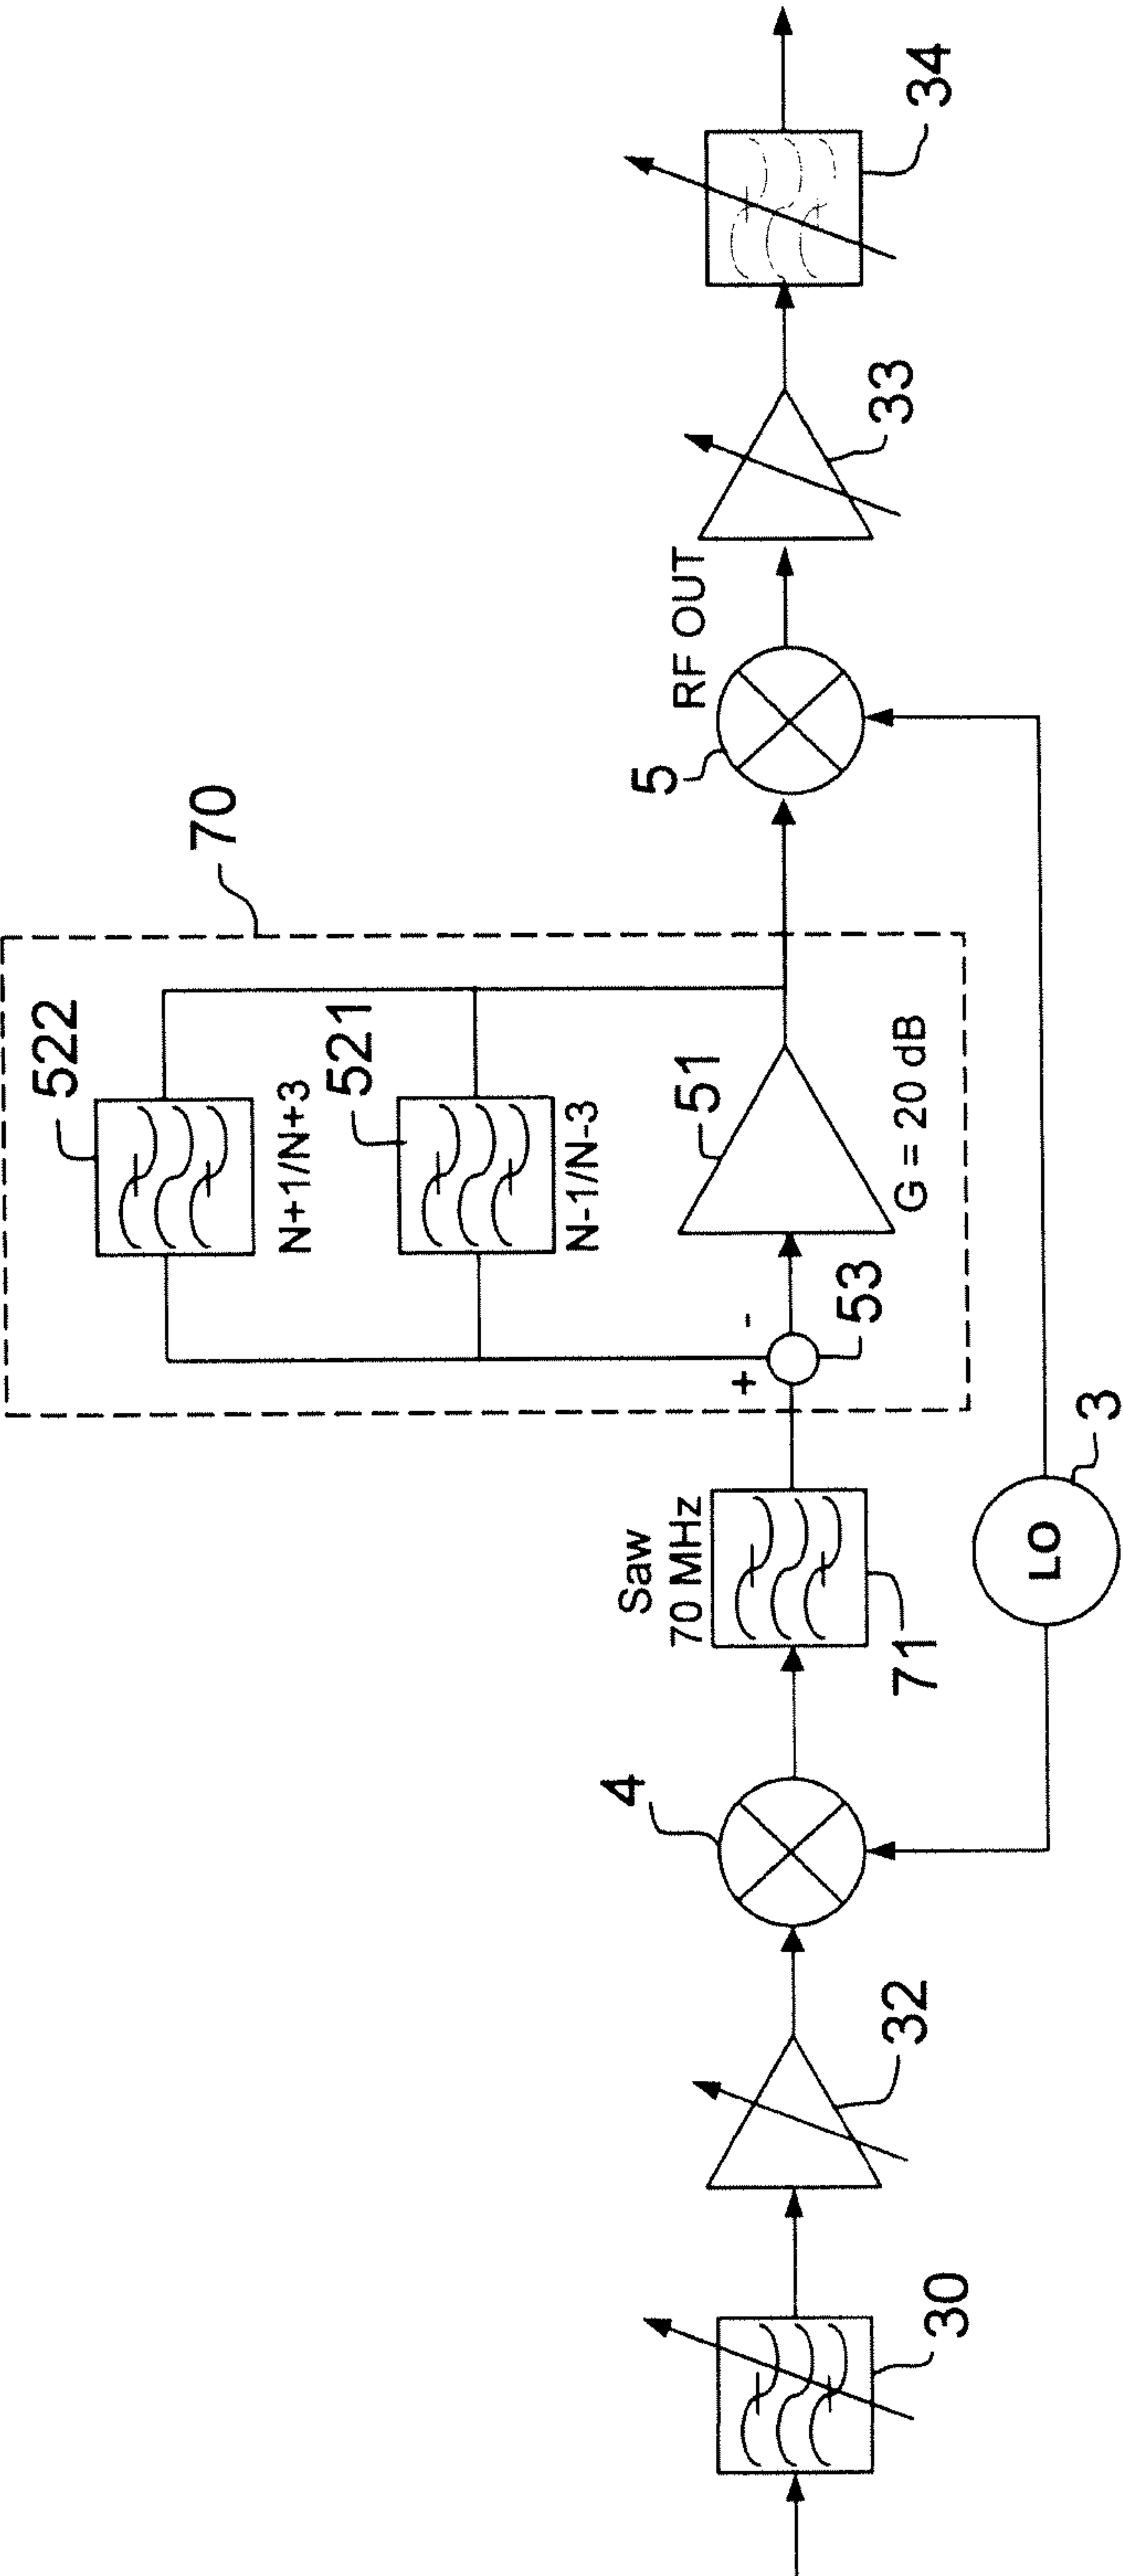 522
N+1/N+3
70
521
N-1/N-3
51
G = 20 dB
+
-
53
Saw
70 MHz
71
30
32
4
5
RF OUT
33
34
LO
3